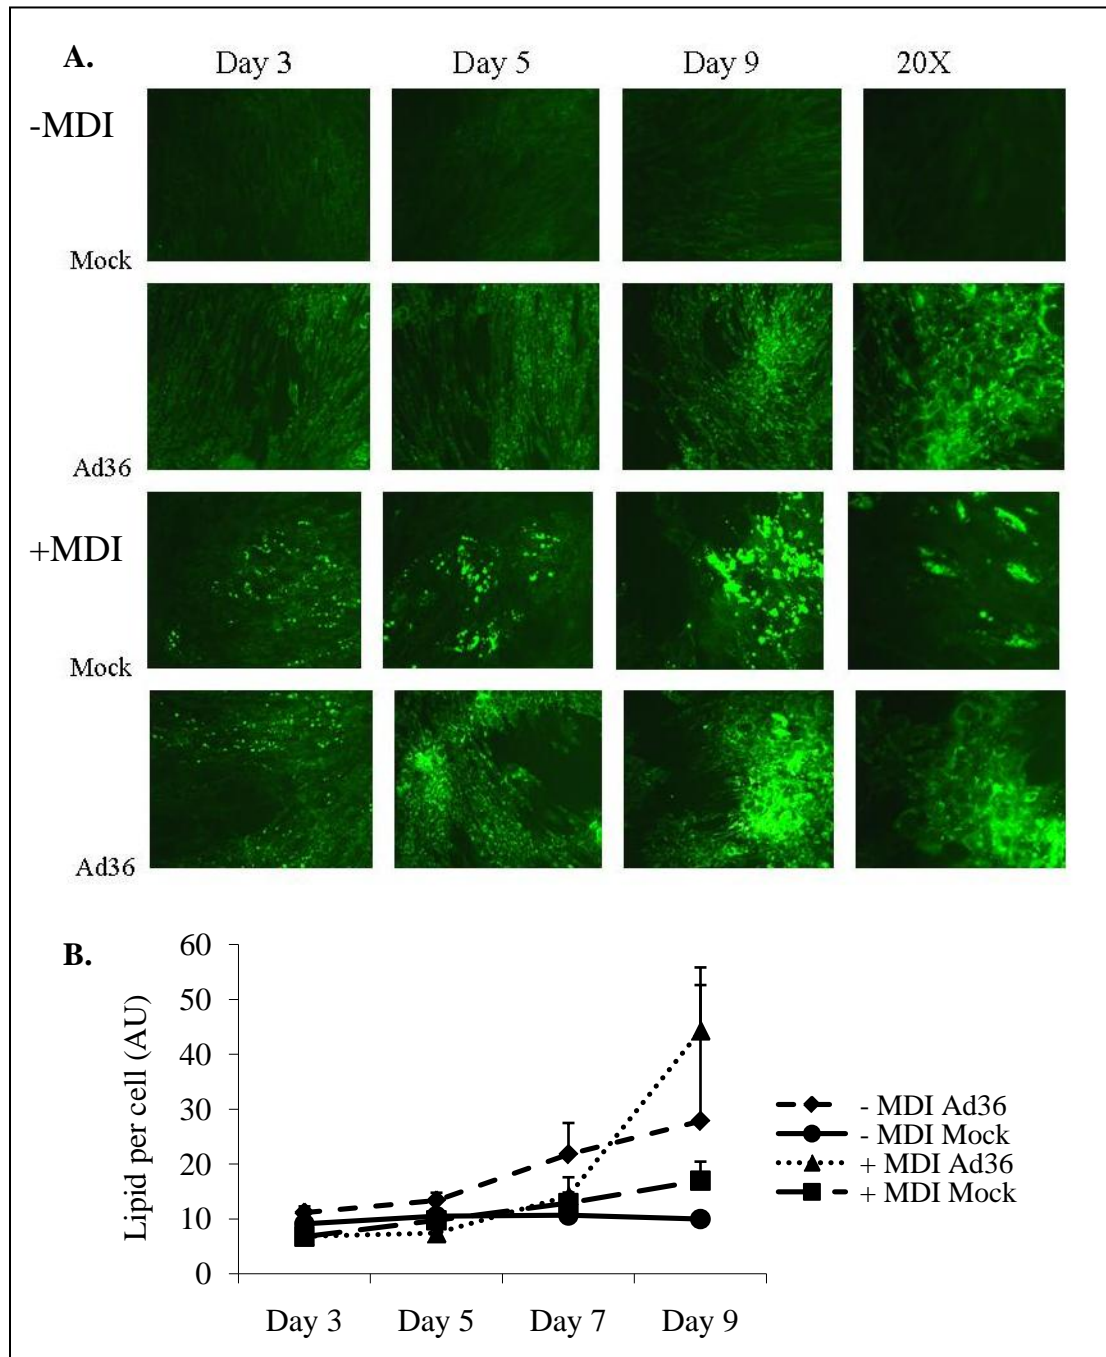 A.
Day 3 Day 5 Day 9 20X
-MDI
Mock
Ad36
+MDI
Mock
Ad36
B.
Lipid per cell (AU)
60
50
40
30
20
10
0
Day 3 Day 5 Day 7 Day 9
- MDI Ad36
- MDI Mock
+ MDI Ad36
+ MDI Mock